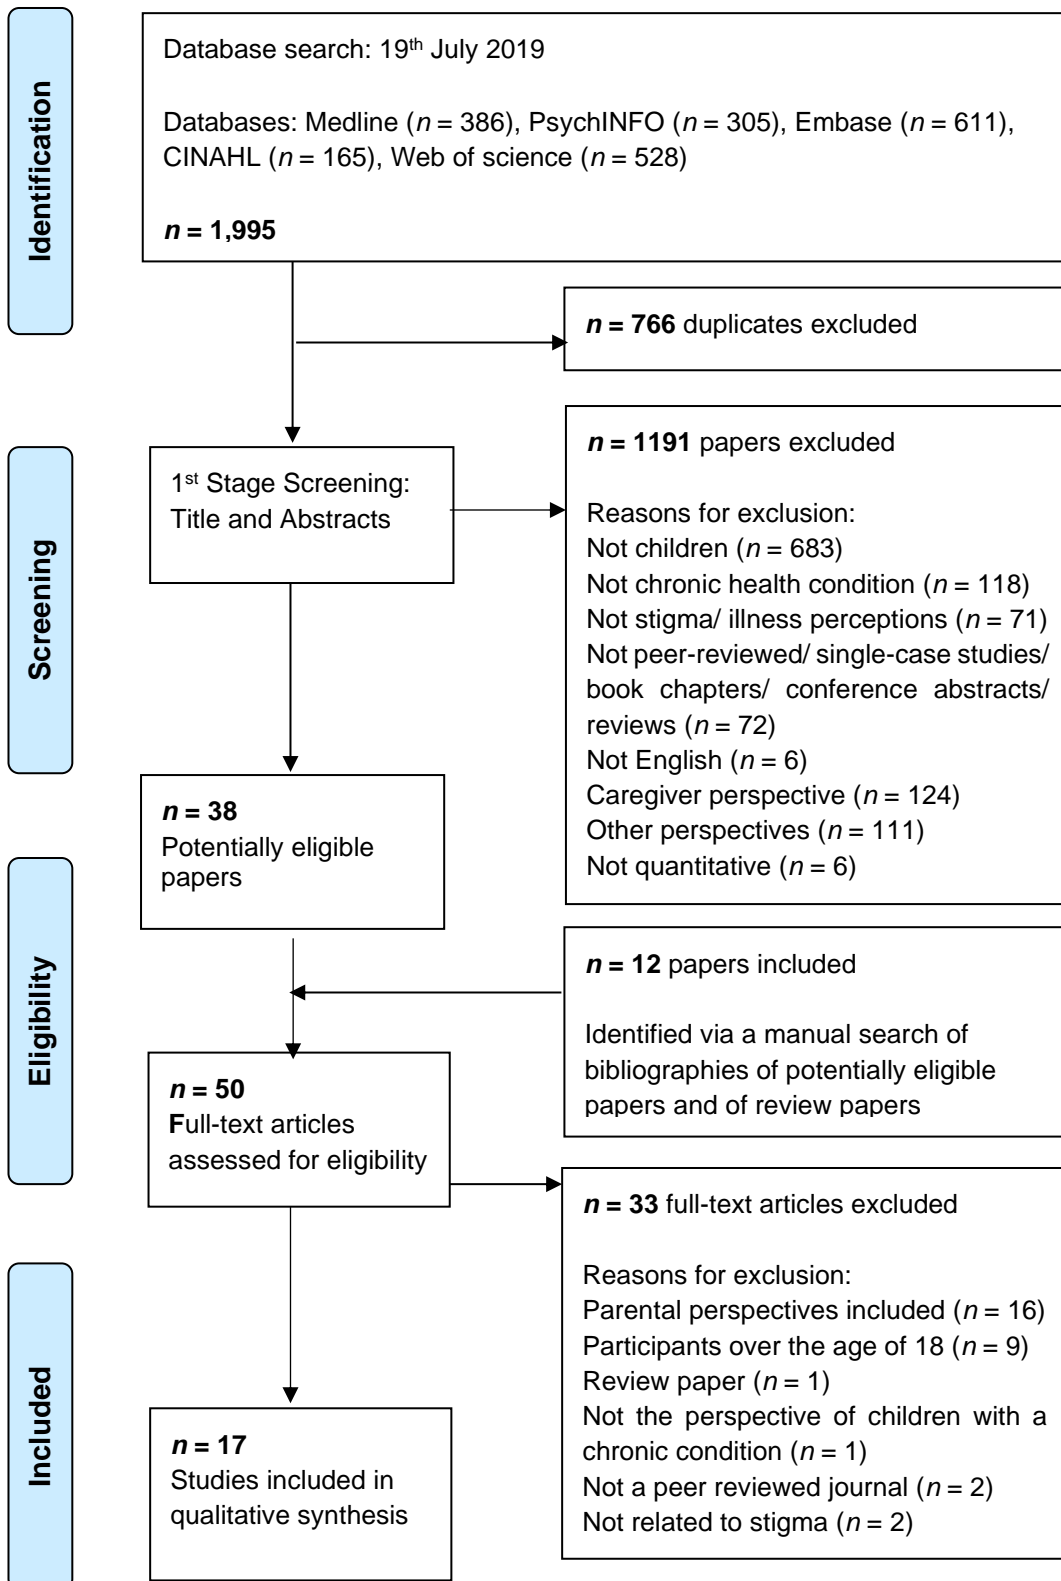 Identification
Database search: 19th July 2019
Databases: Medline (n = 386), PsychINFO (n = 305), Embase (n = 611),
CINAHL (n = 165), Web of science (n = 528)
n = 1,995
n = 766 duplicates excluded
Screening
1st Stage Screening:
Title and Abstracts
n = 1191 papers excluded
Reasons for exclusion:
Not children (n = 683)
Not chronic health condition (n = 118)
Not stigma/ illness perceptions (n = 71)
Not peer-reviewed/ single-case studies/
book chapters/ conference abstracts/
reviews (n = 72)
Not English (n = 6)
Caregiver perspective (n = 124)
Other perspectives (n = 111)
Not quantitative (n = 6)
n = 38
Potentially eligible
papers
Eligibility
n = 12 papers included
Identified via a manual search of
bibliographies of potentially eligible
papers and of review papers
n = 50
Full-text articles
assessed for eligibility
n = 33 full-text articles excluded
Reasons for exclusion:
Parental perspectives included (n = 16)
Participants over the age of 18 (n = 9)
Review paper (n = 1)
Not the perspective of children with a
chronic condition (n = 1)
Not a peer reviewed journal (n = 2)
Not related to stigma (n = 2)
Included
n = 17
Studies included in
qualitative synthesis